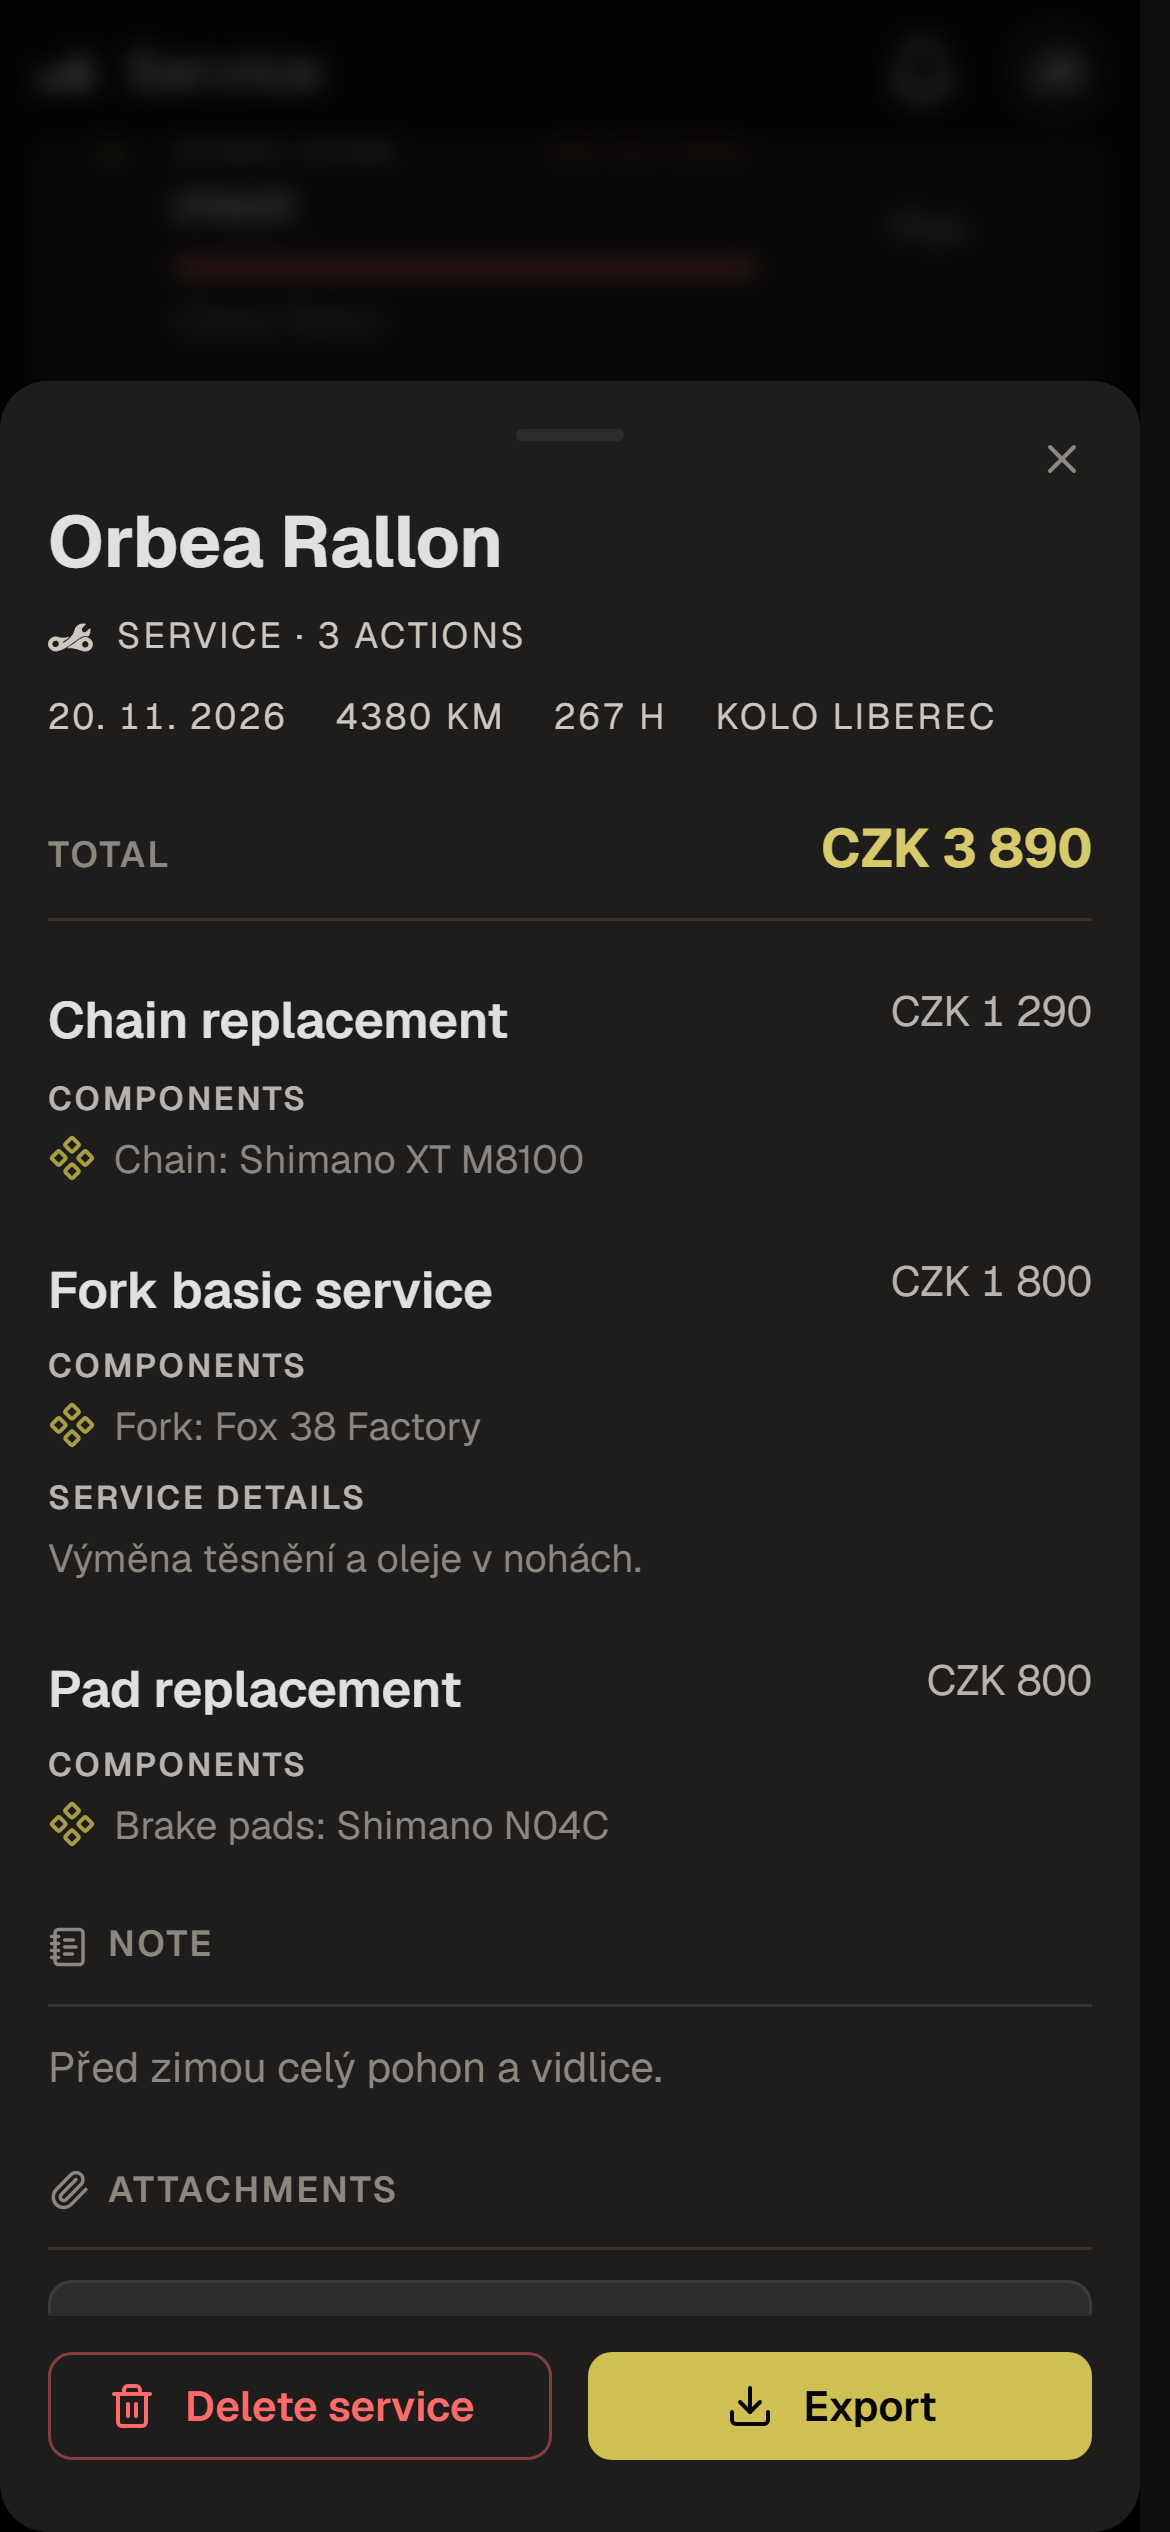 Service
Orbea Rallon
SERVICE · 3 ACTIONS
20. 11. 2026 4380 KM 267 H KOLO LIBEREC
TOTAL CZK 3 890
Chain replacement CZK 1 290
COMPONENTS
Chain: Shimano XT M8100
Fork basic service CZK 1 800
COMPONENTS
Fork: Fox 38 Factory
SERVICE DETAILS
Výměna těsnění a oleje v nohách.
Pad replacement CZK 800
COMPONENTS
Brake pads: Shimano N04C
NOTE
Před zimou celý pohon a vidlice.
ATTACHMENTS
Delete service Export